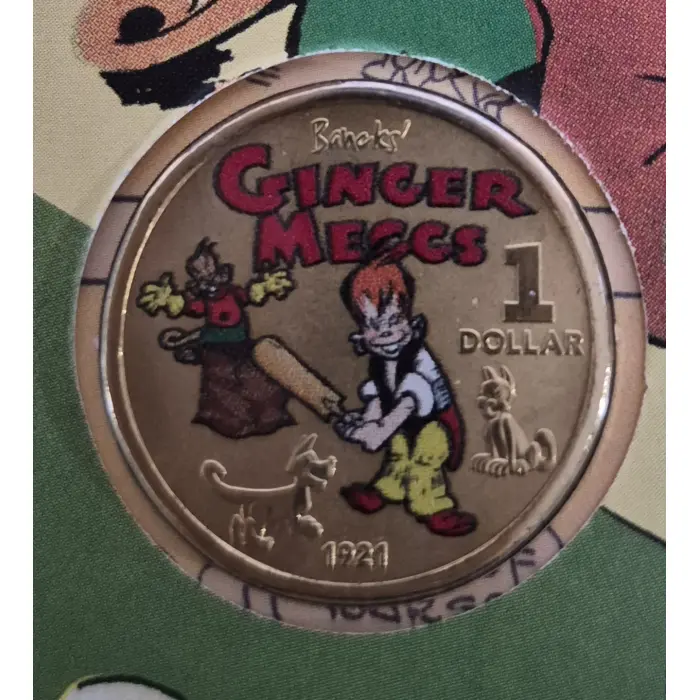 Bancks'
GINGER
MEGGS
1
DOLLAR
1921